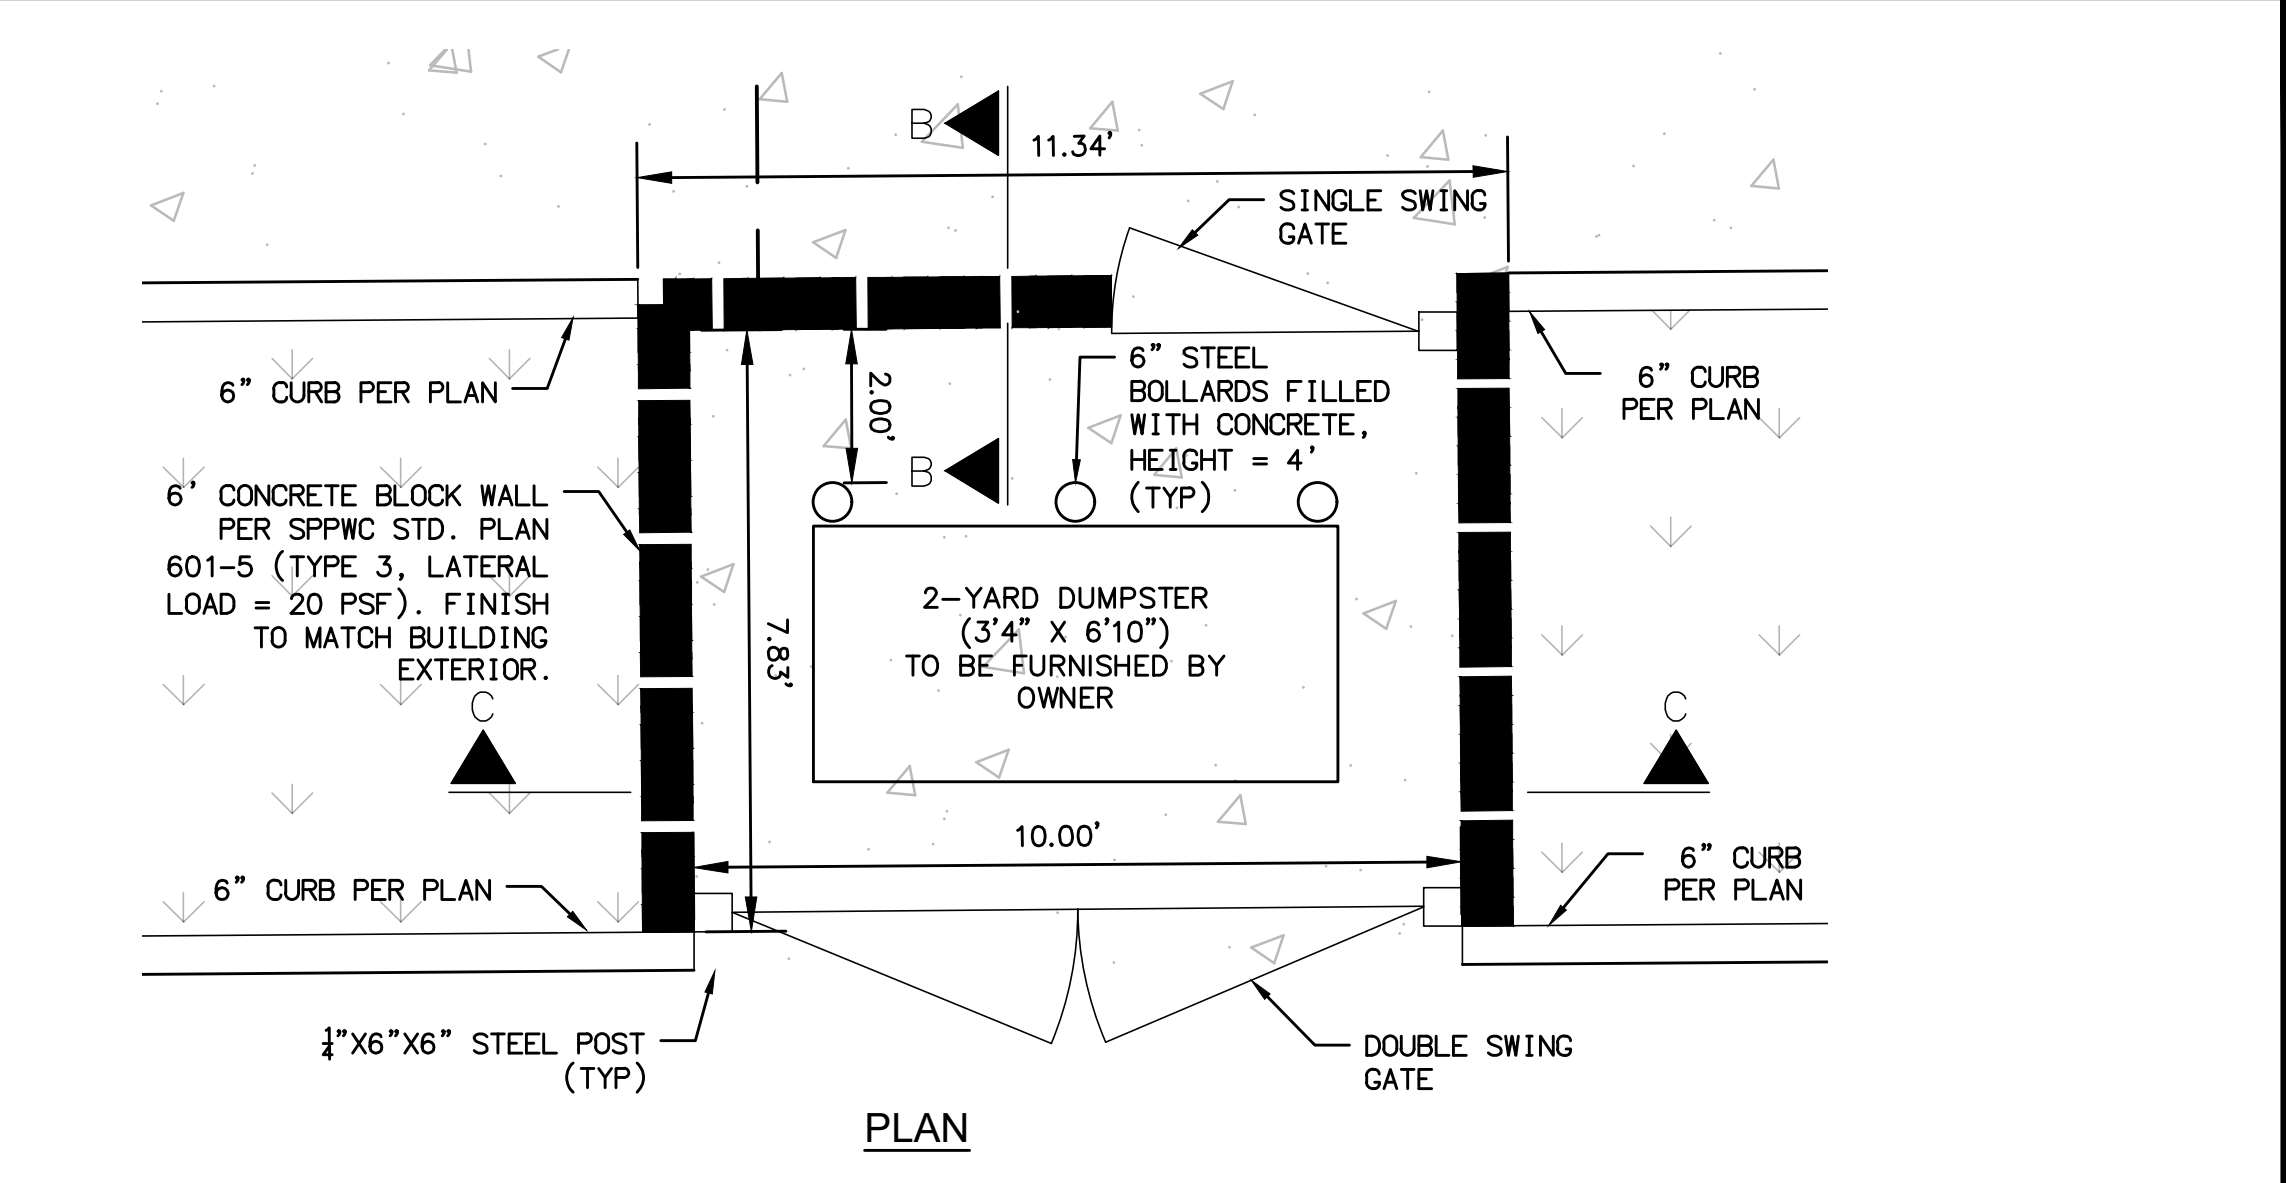 B
11.34'
SINGLE SWING
GATE
6" CURB PER PLAN
2.00'
B
6" STEEL
BOLLARDS FILLED
WITH CONCRETE,
HEIGHT = 4'
(TYP)
6" CURB
PER PLAN
6' CONCRETE BLOCK WALL
PER SPPWC STD. PLAN
601-5 (TYPE 3, LATERAL
LOAD = 20 PSF). FINISH
TO MATCH BUILDING
EXTERIOR.
7.83'
2-YARD DUMPSTER
(3'4" X 6'10")
TO BE FURNISHED BY
OWNER
C
C
10.00'
6" CURB PER PLAN
6" CURB
PER PLAN
1/4"X6"X6" STEEL POST
(TYP)
DOUBLE SWING
GATE
PLAN